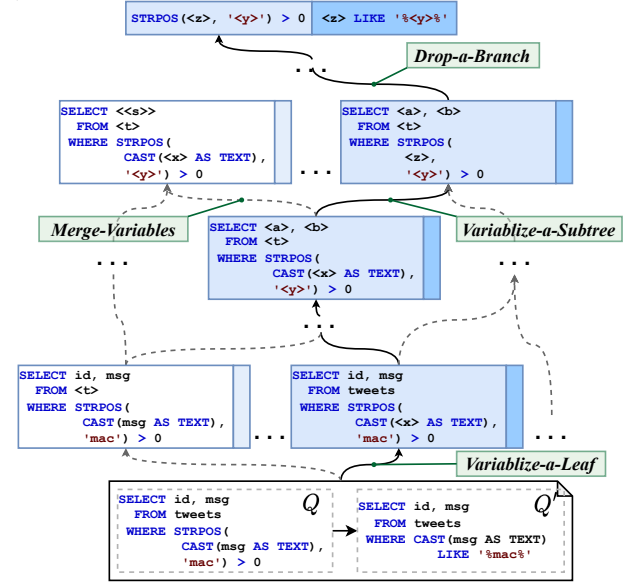 STRPOS(<z>, '<y>') > 0
<z> LIKE '%<y>%'
Drop-a-Branch
...
SELECT <<s>>
FROM <t>
WHERE STRPOS(
CAST(<x> AS TEXT),
'<y>') > 0
...
SELECT <a>, <b>
FROM <t>
WHERE STRPOS(
<z>,
'<y>') > 0
Merge-Variables
Variablize-a-Subtree
SELECT <a>, <b>
FROM <t>
WHERE STRPOS(
CAST(<x> AS TEXT),
'<y>') > 0
...
...
...
SELECT id, msg
FROM <t>
WHERE STRPOS(
CAST(msg AS TEXT),
'mac') > 0
...
SELECT id, msg
FROM tweets
WHERE STRPOS(
CAST(<x> AS TEXT),
'mac') > 0
...
Variablize-a-Leaf
Q
SELECT id, msg
FROM tweets
WHERE STRPOS(
CAST(msg AS TEXT),
'mac') > 0
Q'
SELECT id, msg
FROM tweets
WHERE CAST(msg AS TEXT)
LIKE '%mac%'